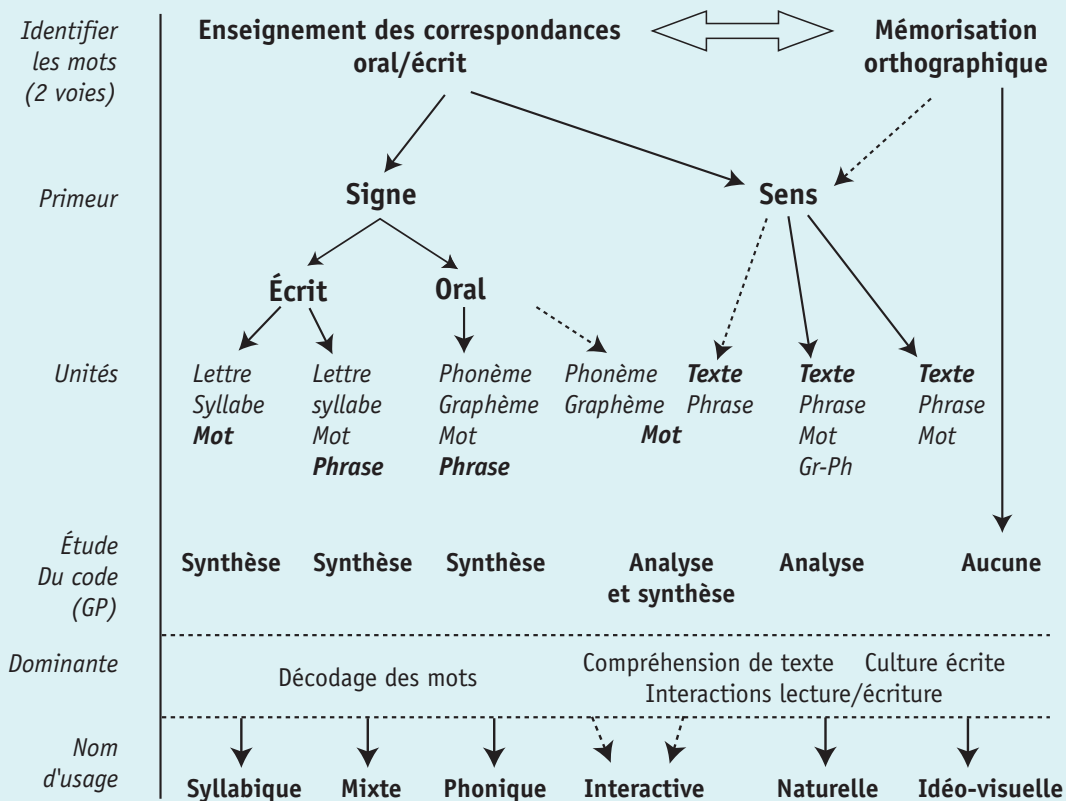 Identifier
les mots
(2 voies)
Enseignement des correspondances
oral/écrit
Mémorisation
orthographique
Primeur
Signe
Sens
Écrit
Oral
Unités
Lettre
Syllabe
Mot
Lettre
syllabe
Mot
Phrase
Phonème
Graphème
Mot
Phrase
Phonème
Graphème
Texte
Phrase
Mot
Texte
Phrase
Mot
Gr-Ph
Texte
Phrase
Mot
Étude
Du code
(GP)
Synthèse
Synthèse
Synthèse
Analyse
et synthèse
Analyse
Aucune
Dominante
Décodage des mots
Compréhension de texte Culture écrite
Interactions lecture/écriture
Nom
d'usage
Syllabique
Mixte
Phonique
Interactive
Naturelle
Idéo-visuelle